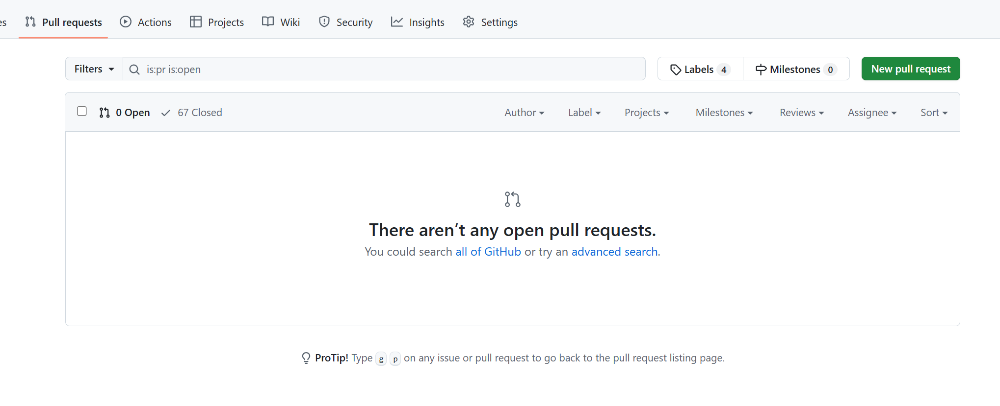 es Pull requests Actions Projects Wiki Security Insights Settings
Filters is:pr is:open Labels 4 Milestones 0 New pull request
0 Open 67 Closed Author Label Projects Milestones Reviews Assignee Sort
There aren’t any open pull requests.
You could search all of GitHub or try an advanced search.
ProTip! Type g p on any issue or pull request to go back to the pull request listing page.